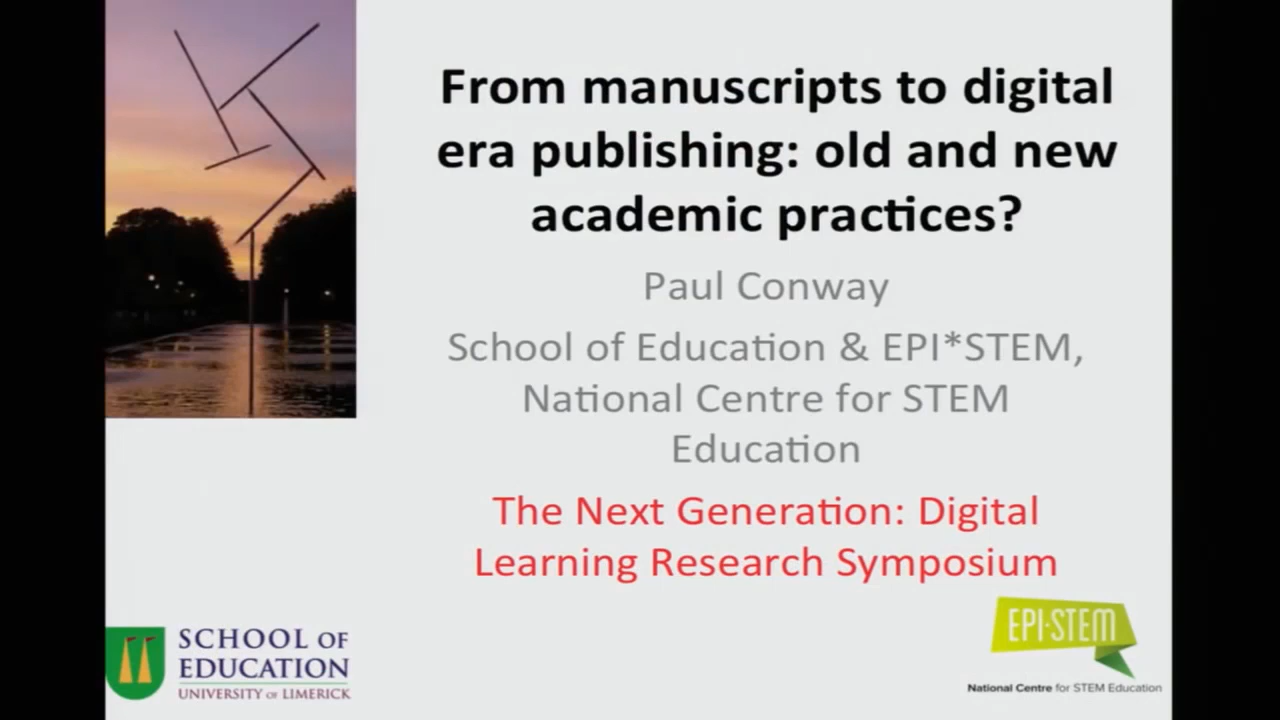 From manuscripts to digital
era publishing: old and new
academic practices?
Paul Conway
School of Education & EPI*STEM,
National Centre for STEM
Education
The Next Generation: Digital
Learning Research Symposium
SCHOOL OF
EDUCATION
UNIVERSITY OF LIMERICK
EPI·STEM
National Centre for STEM Education